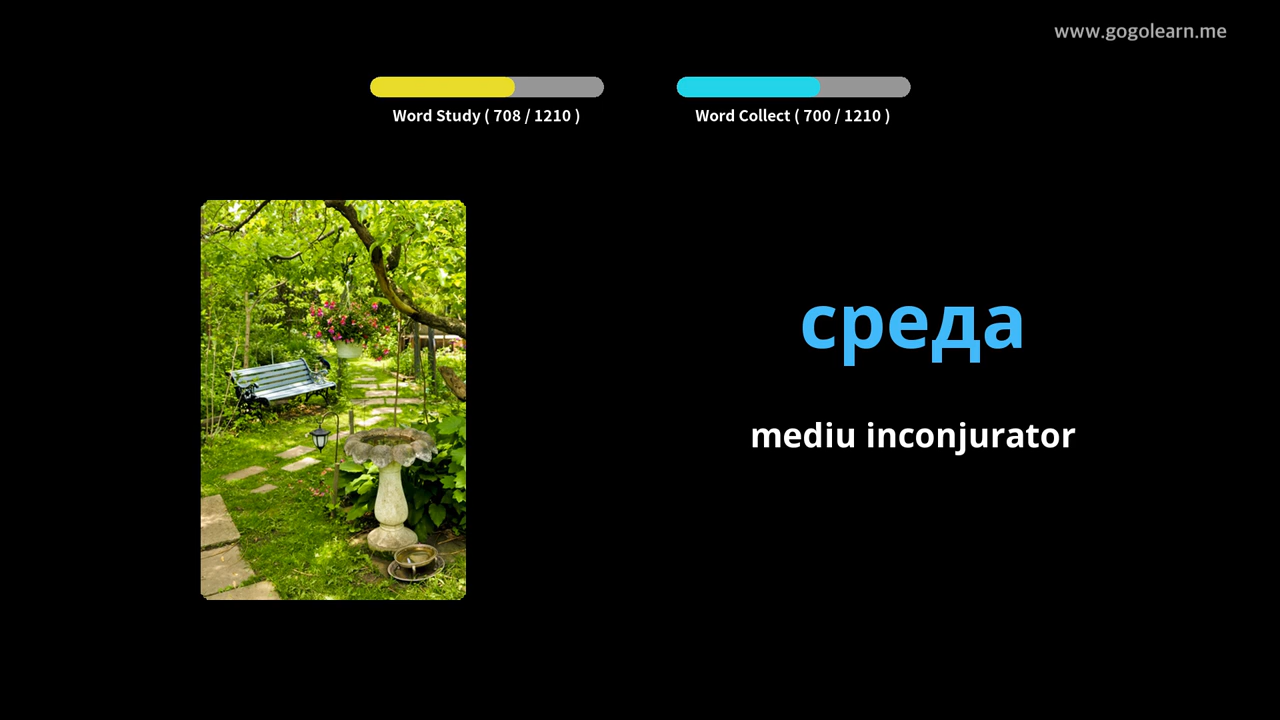 www.gogolearn.me
Word Study ( 708 / 1210 )
Word Collect ( 700 / 1210 )
среда
mediu inconjurator